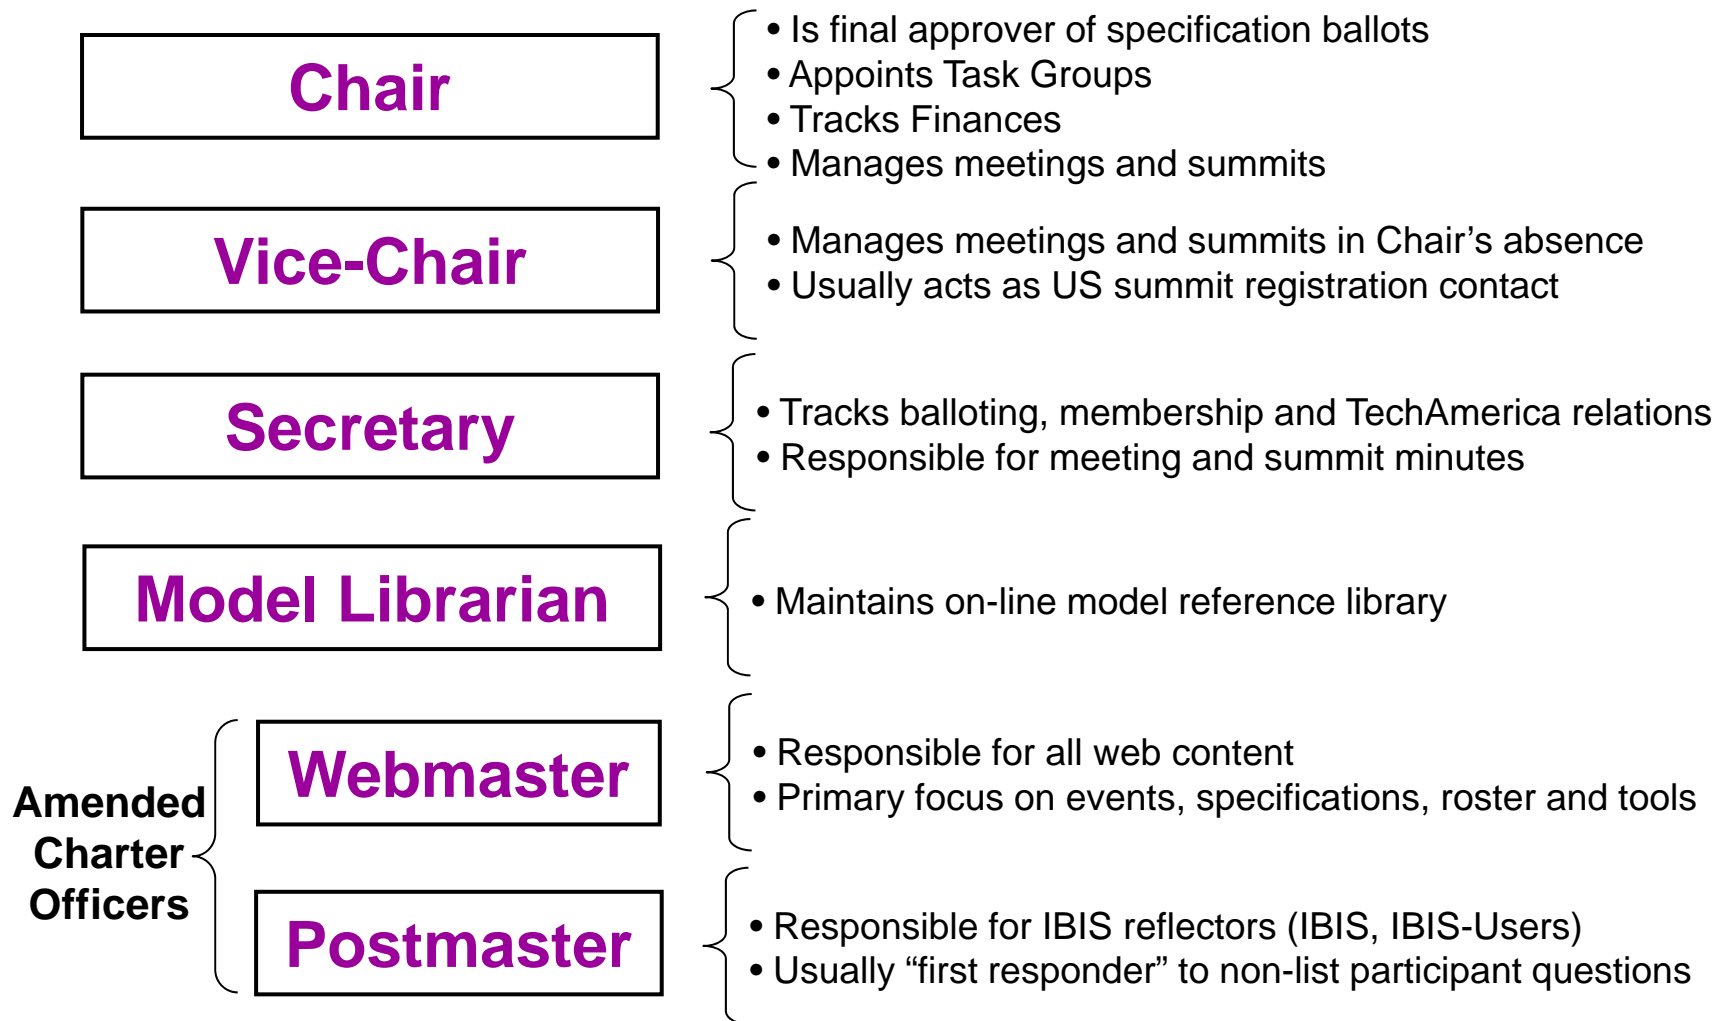 Chair
• Is final approver of specification ballots
• Appoints Task Groups
• Tracks Finances
• Manages meetings and summits
Vice-Chair
• Manages meetings and summits in Chair’s absence
• Usually acts as US summit registration contact
Secretary
• Tracks balloting, membership and TechAmerica relations
• Responsible for meeting and summit minutes
Model Librarian
• Maintains on-line model reference library
Amended
Charter
Officers
Webmaster
• Responsible for all web content
• Primary focus on events, specifications, roster and tools
Postmaster
• Responsible for IBIS reflectors (IBIS, IBIS-Users)
• Usually “first responder” to non-list participant questions